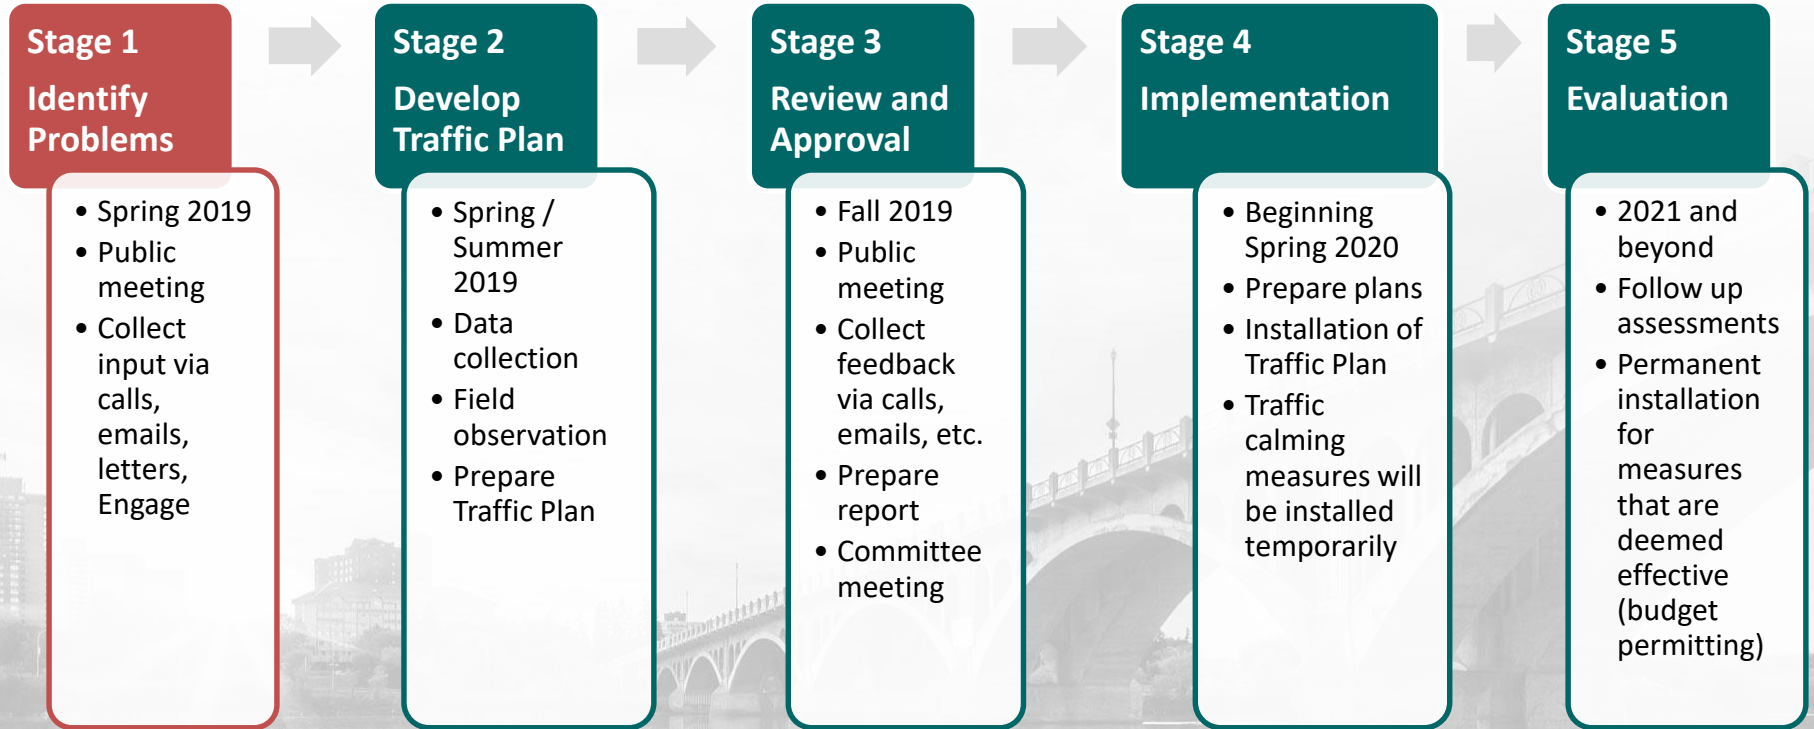 Stage 1
Identify
Problems
• Spring 2019
• Public
meeting
• Collect
input via
calls,
emails,
letters,
Engage
Stage 2
Develop
Traffic Plan
• Spring /
Summer
2019
• Data
collection
• Field
observation
• Prepare
Traffic Plan
Stage 3
Review and
Approval
• Fall 2019
• Public
meeting
• Collect
feedback
via calls,
emails, etc.
• Prepare
report
• Committee
meeting
Stage 4
Implementation
• Beginning
Spring 2020
• Prepare plans
• Installation of
Traffic Plan
• Traffic
calming
measures will
be installed
temporarily
Stage 5
Evaluation
• 2021 and
beyond
• Follow up
assessments
• Permanent
installation
for
measures
that are
deemed
effective
(budget
permitting)